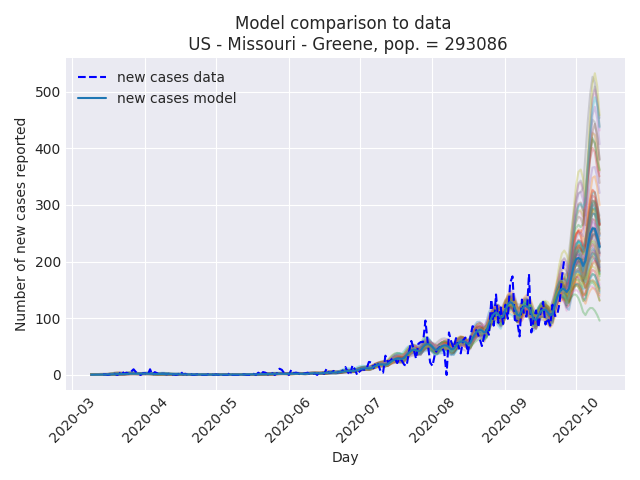 Model comparison to data
US - Missouri - Greene, pop. = 293086
new cases data
new cases model
Number of new cases reported
500
400
300
200
100
0
2020-03
2020-04
2020-05
2020-06
2020-07
2020-08
2020-09
2020-10
Day